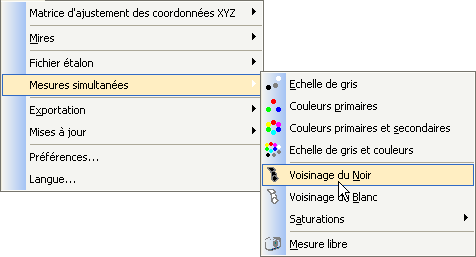 Matrice d'ajustement des coordonnées XYZ
Mires
Fichier étalon
Mesures simultanées
Exportation
Mises à jour
Préférences...
Langue...
Echelle de gris
Couleurs primaires
Couleurs primaires et secondaires
Echelle de gris et couleurs
Voisinage du Noir
Voisinage du Blanc
Saturations
Mesure libre